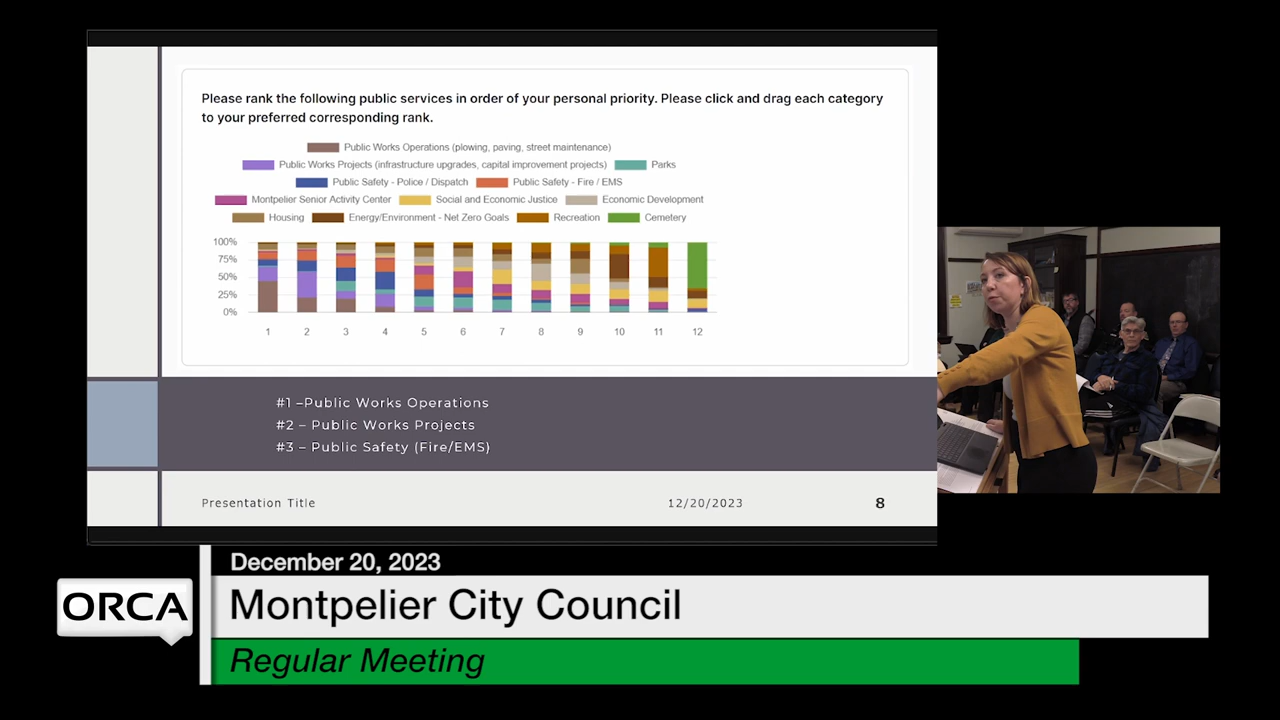 Please rank the following public services in order of your personal priority. Please click and drag each category
to your preferred corresponding rank.
Public Works Operations (plowing, paving, street maintenance)
Public Works Projects (infrastructure upgrades, capital improvement projects) Parks
Public Safety - Police / Dispatch Public Safety - Fire / EMS
Montpelier Senior Activity Center Social and Economic Justice Economic Development
Housing Energy/Environment - Net Zero Goals Recreation Cemetery
100%
75%
50%
25%
0%
1 2 3 4 5 6 7 8 9 10 11 12
#1 –Public Works Operations
#2 – Public Works Projects
#3 – Public Safety (Fire/EMS)
Presentation Title 12/20/2023 8
December 20, 2023
ORCA
Montpelier City Council
Regular Meeting